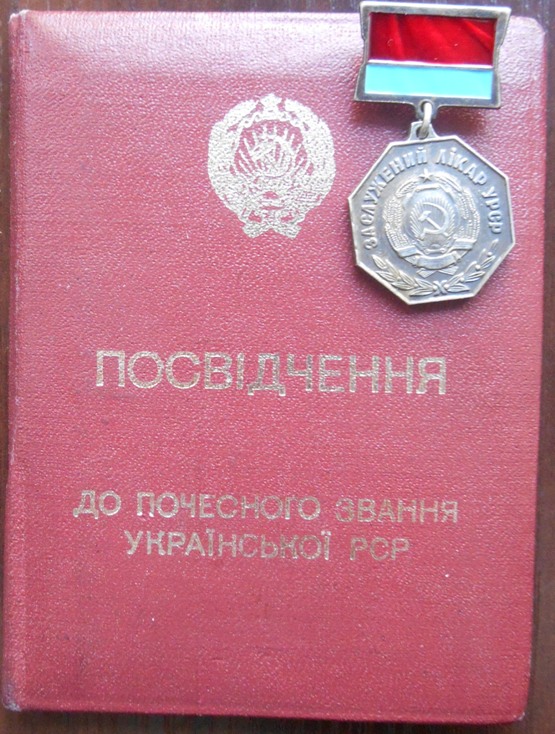 ЗАСЛУЖЕНИЙ ЛІКАР УРСР
ПОСВІДЧЕННЯ
ДО ПОЧЕСНОГО ЗВАННЯ
УКРАЇНСЬКОЇ РСР